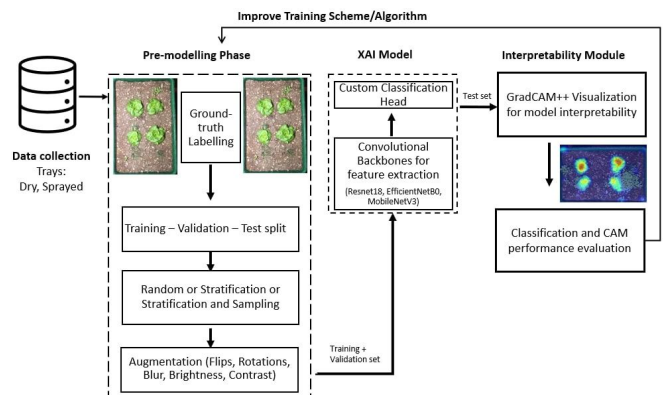 Improve Training Scheme/Algorithm
Pre-modelling Phase
XAI Model
Interpretability Module
Data collection
Trays:
Dry, Sprayed
Ground-
truth
Labelling
Training – Validation – Test split
Random or Stratification or
Stratification and Sampling
Augmentation (Flips, Rotations,
Blur, Brightness, Contrast)
Training +
Validation set
Custom Classification
Head
Convolutional
Backbones for
feature extraction
(Resnet18, EfficientNetB0,
MobileNetV3)
Test set
GradCAM++ Visualization
for model interpretability
Classification and CAM
performance evaluation